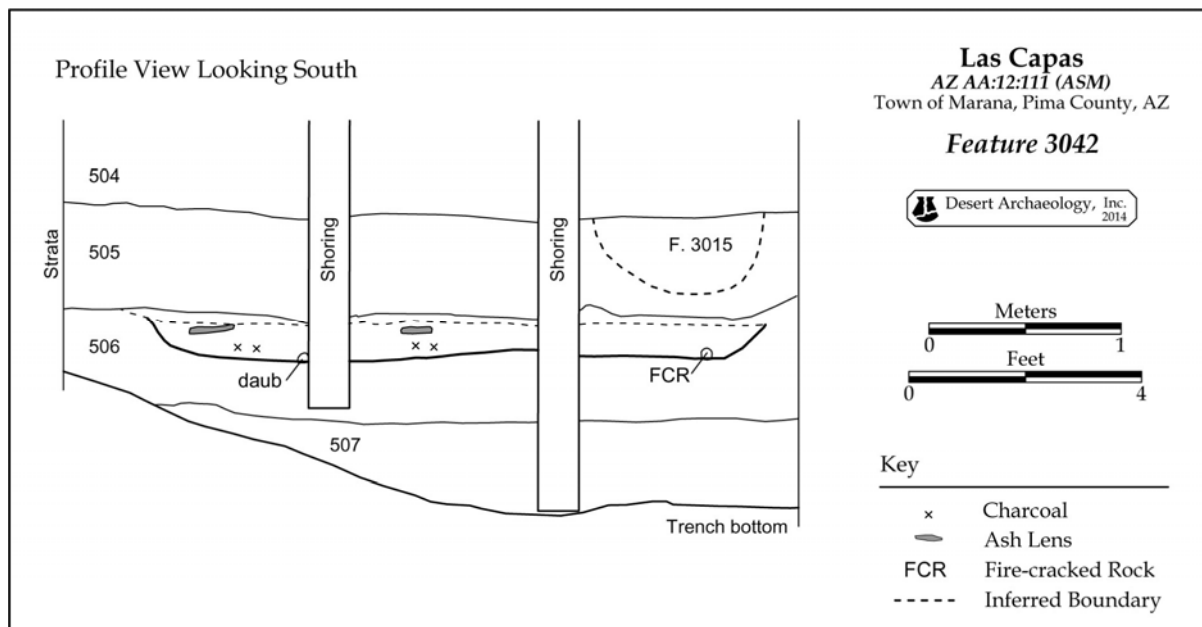 Profile View Looking South
Las Capas
AZ AA:12:111 (ASM)
Town of Marana, Pima County, AZ
Feature 3042
Desert Archaeology, Inc.
2014
504
505
506
507
Strata
Shoring
Shoring
F. 3015
daub
FCR
Trench bottom
Meters
0 1
Feet
0 4
Key
× Charcoal
Ash Lens
FCR Fire-cracked Rock
Inferred Boundary